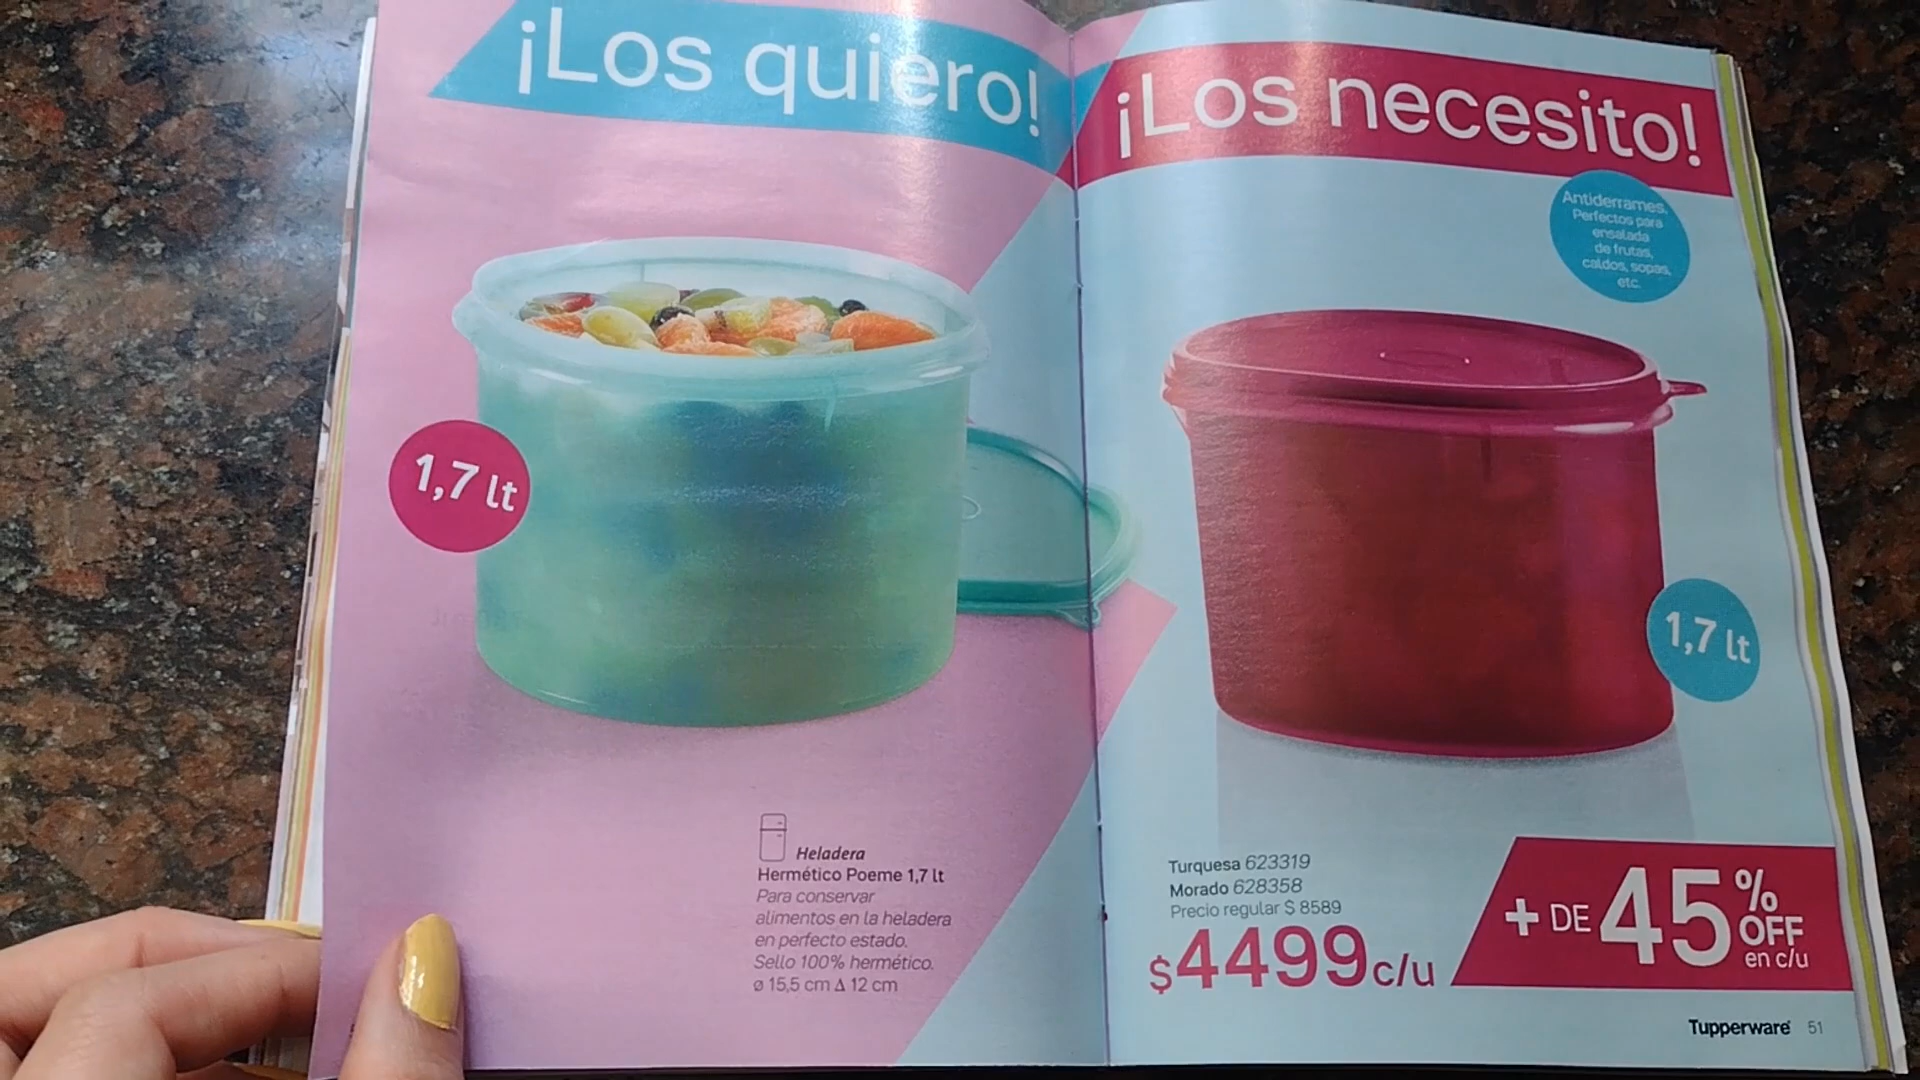 ¡Los quiero!
1,7 lt
Heladera
Hermético Poeme 1,7 lt
Para conservar
alimentos en la heladera
en perfecto estado.
Sello 100% hermético.
ø 15,5 cm Δ 12 cm
¡Los necesito!
Antiderrames.
Perfectos para
ensalada
de frutas,
caldos, sopas,
etc.
1,7 lt
Turquesa 623319
Morado 628358
Precio regular $ 8589
$4499 c/u
+ DE 45% OFF
en c/u
Tupperware 51